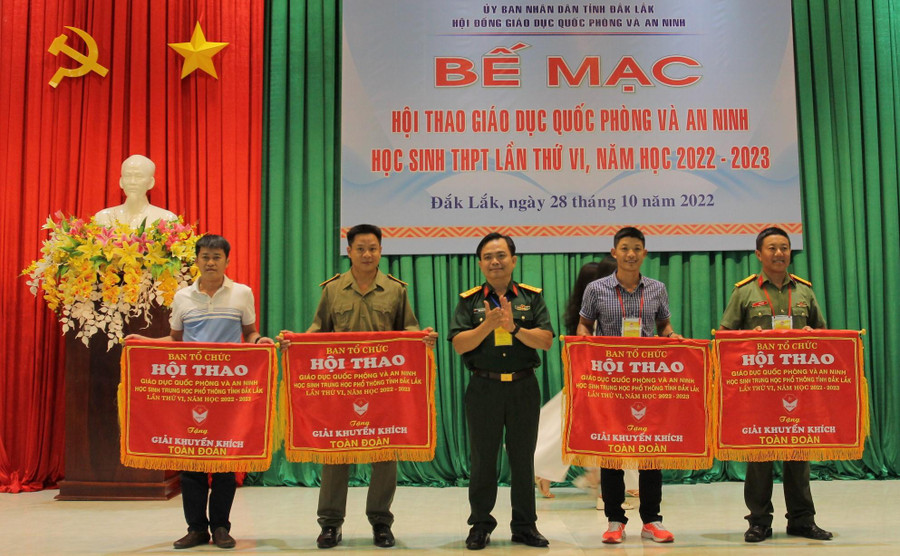 ỦY BAN NHÂN DÂN TỈNH ĐẮK LẮK
HỘI ĐỒNG GIÁO DỤC QUỐC PHÒNG VÀ AN NINH
BẾ MẠC
HỘI THAO GIÁO DỤC QUỐC PHÒNG VÀ AN NINH
HỌC SINH THPT LẦN THỨ VI, NĂM HỌC 2022 - 2023
Đắk Lắk, ngày 28 tháng 10 năm 2022
BAN TỔ CHỨC
HỘI THAO
GIÁO DỤC QUỐC PHÒNG VÀ AN NINH
HỌC SINH TRUNG HỌC PHỔ THÔNG TỈNH ĐẮK LẮK
LẦN THỨ VI, NĂM HỌC 2022 - 2023
Tặng
GIẢI KHUYẾN KHÍCH
TOÀN ĐOÀN
BAN TỔ CHỨC
HỘI THAO
GIÁO DỤC QUỐC PHÒNG VÀ AN NINH
HỌC SINH TRUNG HỌC PHỔ THÔNG TỈNH ĐẮK LẮK
LẦN THỨ VI, NĂM HỌC 2022 - 2023
Tặng
GIẢI KHUYẾN KHÍCH
TOÀN ĐOÀN
BAN TỔ CHỨC
HỘI THAO
GIÁO DỤC QUỐC PHÒNG VÀ AN NINH
HỌC SINH TRUNG HỌC PHỔ THÔNG TỈNH ĐẮK LẮK
LẦN THỨ VI, NĂM HỌC 2022 - 2023
Tặng
GIẢI KHUYẾN KHÍCH
TOÀN ĐOÀN
BAN TỔ CHỨC
HỘI THAO
GIÁO DỤC QUỐC PHÒNG VÀ AN NINH
HỌC SINH TRUNG HỌC PHỔ THÔNG TỈNH ĐẮK LẮK
LẦN THỨ VI, NĂM HỌC 2022 - 2023
Tặng
GIẢI KHUYẾN KHÍCH
TOÀN ĐOÀN